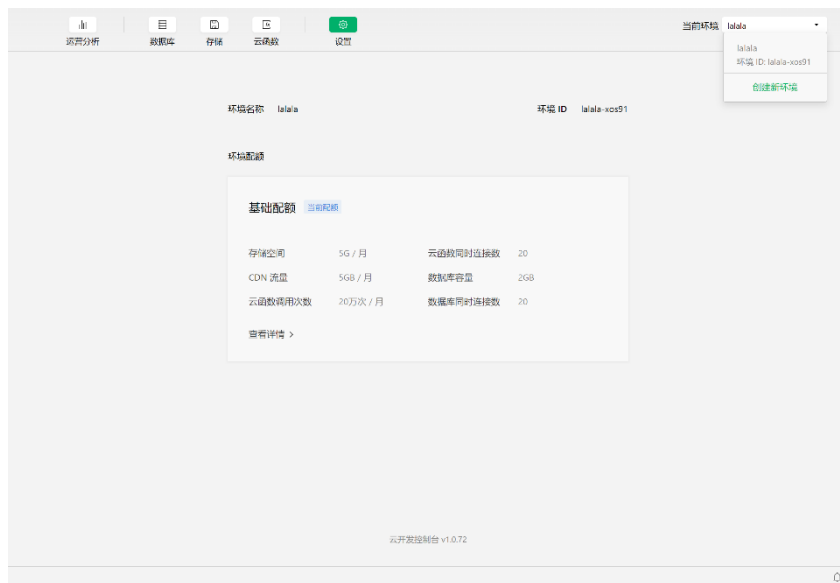 运营分析 数据库 存储 云函数 设置 当前环境 lalala
lalala
环境 ID: lalala-xos91
创建新环境
环境名称 lalala 环境 ID lalala-xos91
环境配额
基础配额 当前配额
存储空间 5G / 月 云函数同时连接数 20
CDN 流量 5GB / 月 数据库容量 2GB
云函数调用次数 20万次 / 月 数据库同时连接数 20
查看详情 >
云开发控制台 v1.0.72